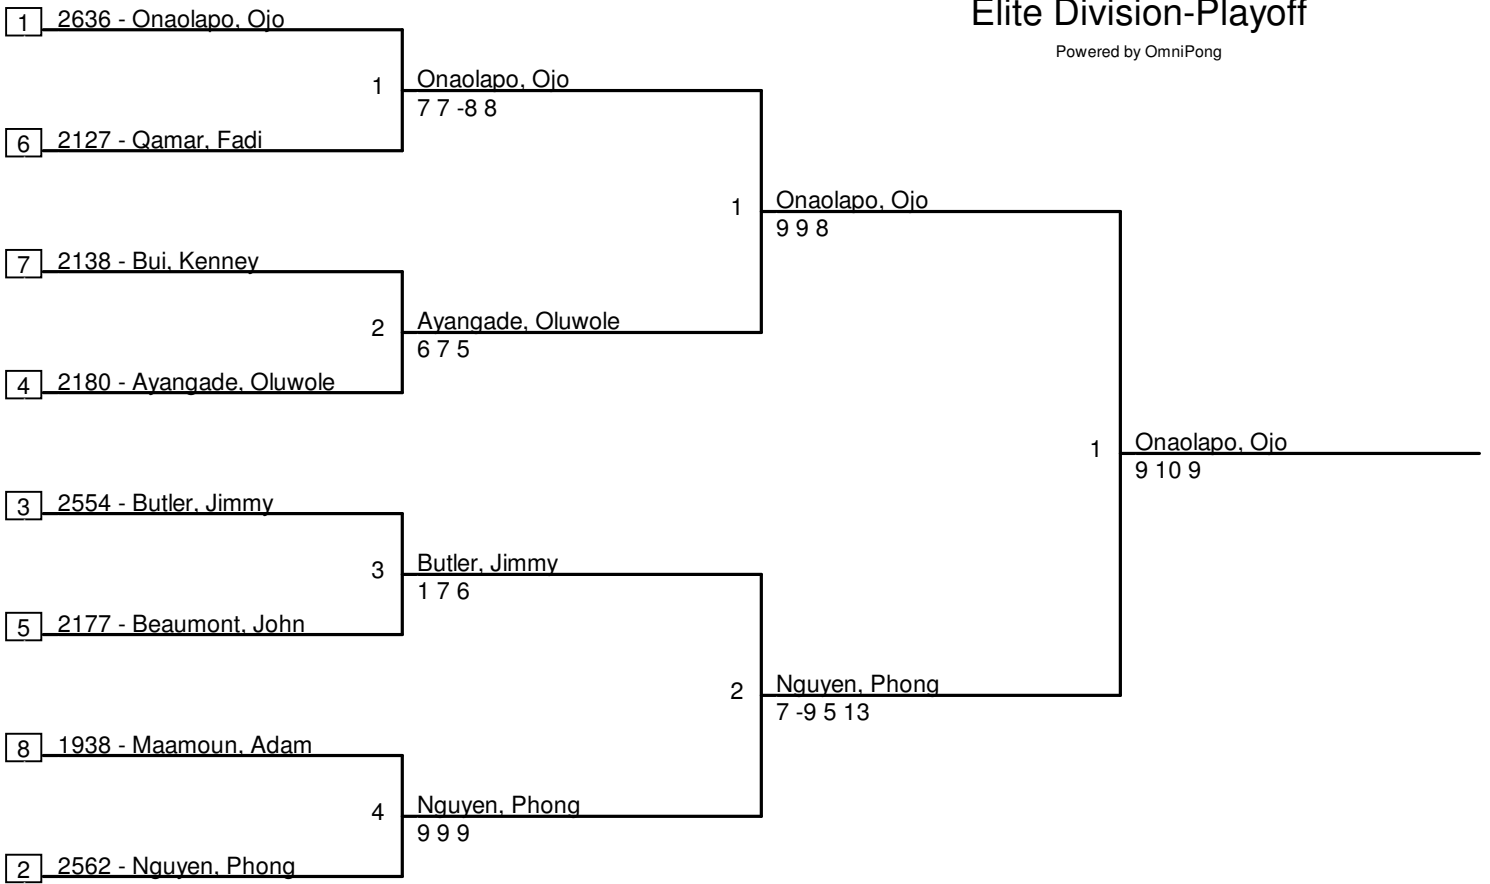 Elite Division-Playoff
Powered by OmniPong
1 2636 - Onaolapo, Ojo
1 Onaolapo, Ojo
7 7 -8 8
6 2127 - Qamar, Fadi
1 Onaolapo, Ojo
9 9 8
7 2138 - Bui, Kenney
2 Ayangade, Oluwole
6 7 5
4 2180 - Ayangade, Oluwole
1 Onaolapo, Ojo
9 10 9
3 2554 - Butler, Jimmy
3 Butler, Jimmy
1 7 6
5 2177 - Beaumont, John
2 Nguyen, Phong
7 -9 5 13
8 1938 - Maamoun, Adam
4 Nguyen, Phong
9 9 9
2 2562 - Nguyen, Phong